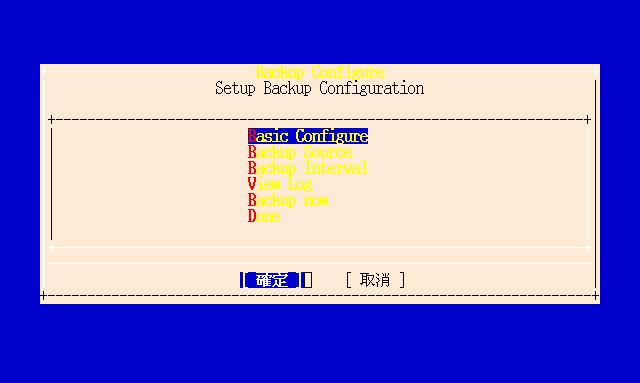 Backup Configure
Setup Backup Configuration
Basic Configure
Backup Source
Backup Interval
View Log
Backup now
Done
[ 確定 ] [ 取消 ]